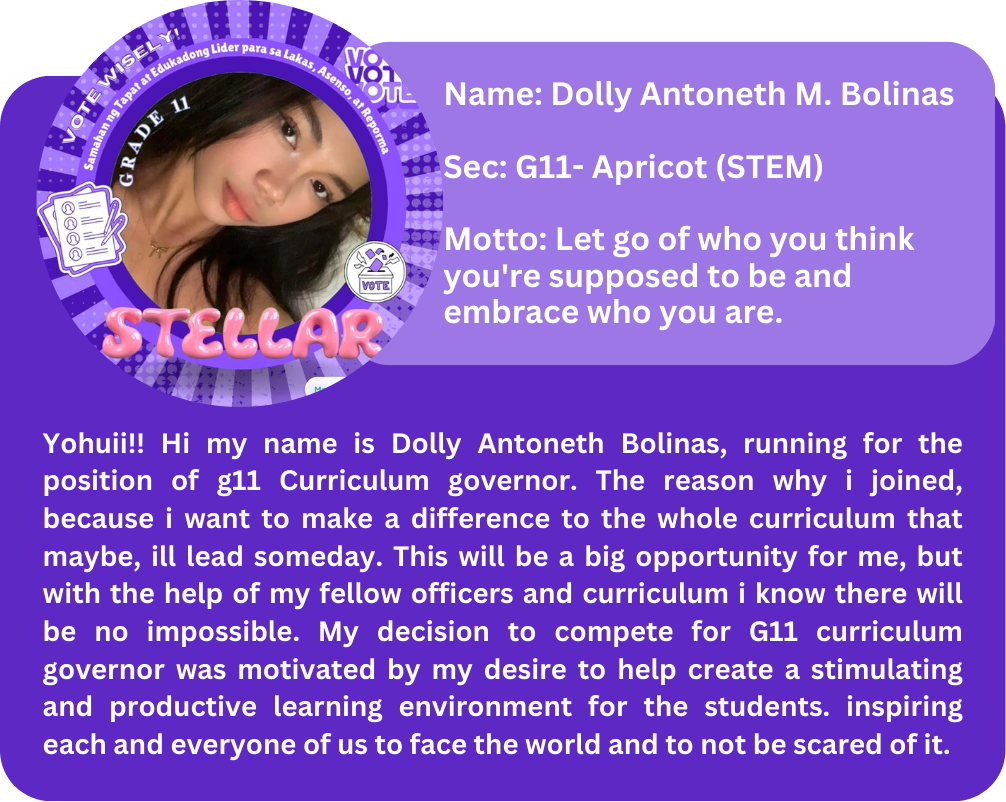 VOTE WISELY!
Samahan ng Tapat at Edukadong Lider para sa Lakas, Asenso, at Reporma
GRADE 11
VOTE
STELLAR
Name: Dolly Antoneth M. Bolinas
Sec: G11- Apricot (STEM)
Motto: Let go of who you think
you're supposed to be and
embrace who you are.
Yohuii!! Hi my name is Dolly Antoneth Bolinas, running for the
position of g11 Curriculum governor. The reason why i joined,
because i want to make a difference to the whole curriculum that
maybe, ill lead someday. This will be a big opportunity for me, but
with the help of my fellow officers and curriculum i know there will
be no impossible. My decision to compete for G11 curriculum
governor was motivated by my desire to help create a stimulating
and productive learning environment for the students. inspiring
each and everyone of us to face the world and to not be scared of it.